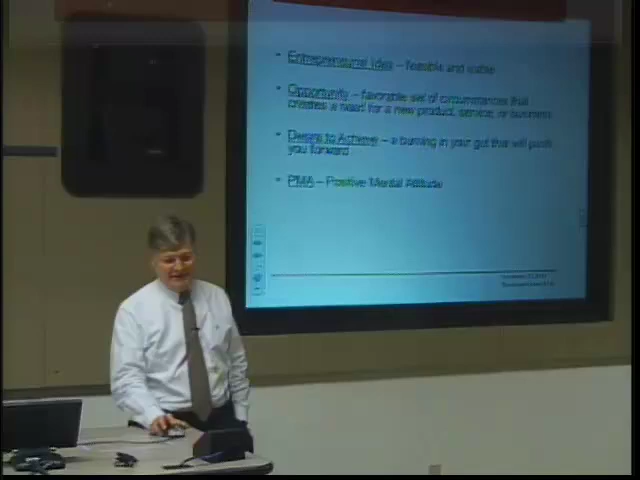 • Entrepreneurial Idea – feasible and viable
• Opportunity – favorable set of circumstances that
creates a need for a new product, service, or business
• Desire to Achieve – a burning in your gut that will push
you forward
• PMA – Positive Mental Attitude